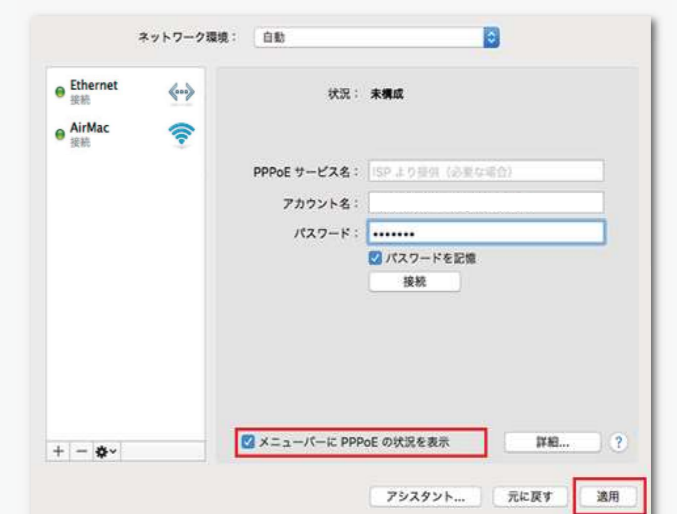 ネットワーク環境： 自動
Ethernet
接続
AirMac
接続
状況： 未構成
PPPoE サービス名： ISP より提供（必要な場合）
アカウント名：
パスワード： •••••••
パスワードを記憶
接続
メニューバーに PPPoE の状況を表示
詳細... ?
+ −
アシスタント... 元に戻す 適用